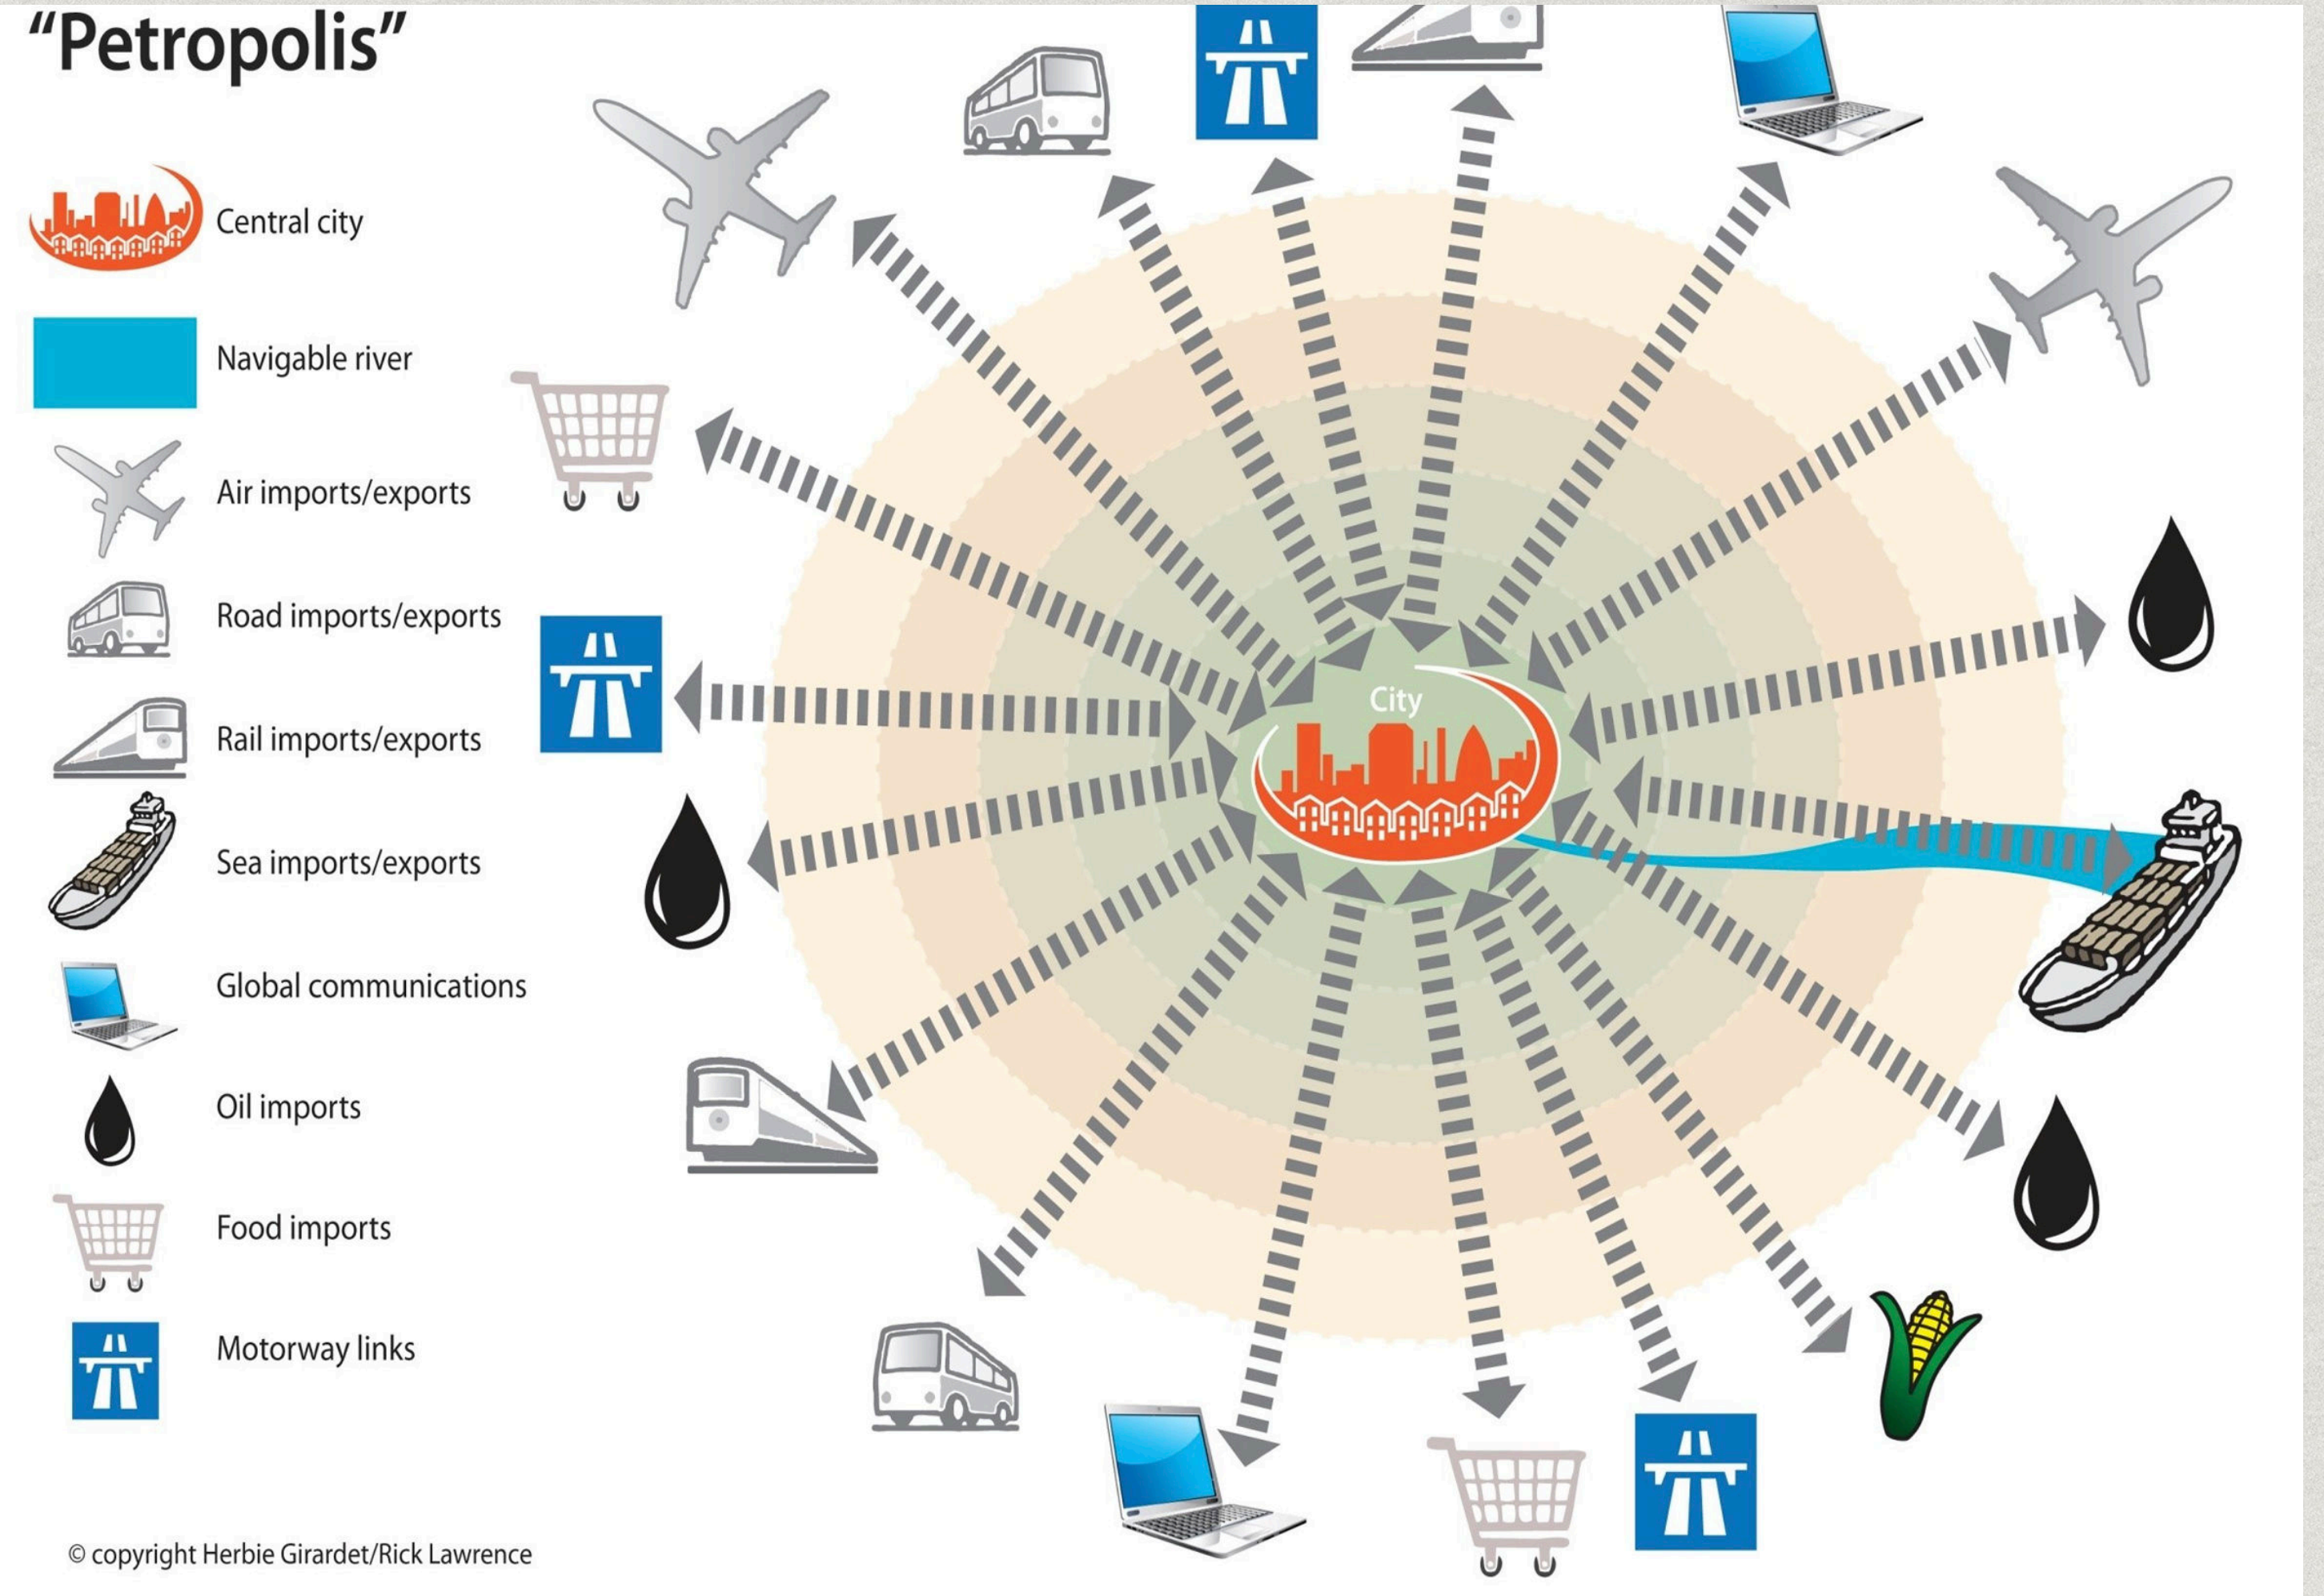 “Petropolis”
Central city
Navigable river
Air imports/exports
Road imports/exports
Rail imports/exports
Sea imports/exports
Global communications
Oil imports
Food imports
Motorway links
City
© copyright Herbie Girardet/Rick Lawrence